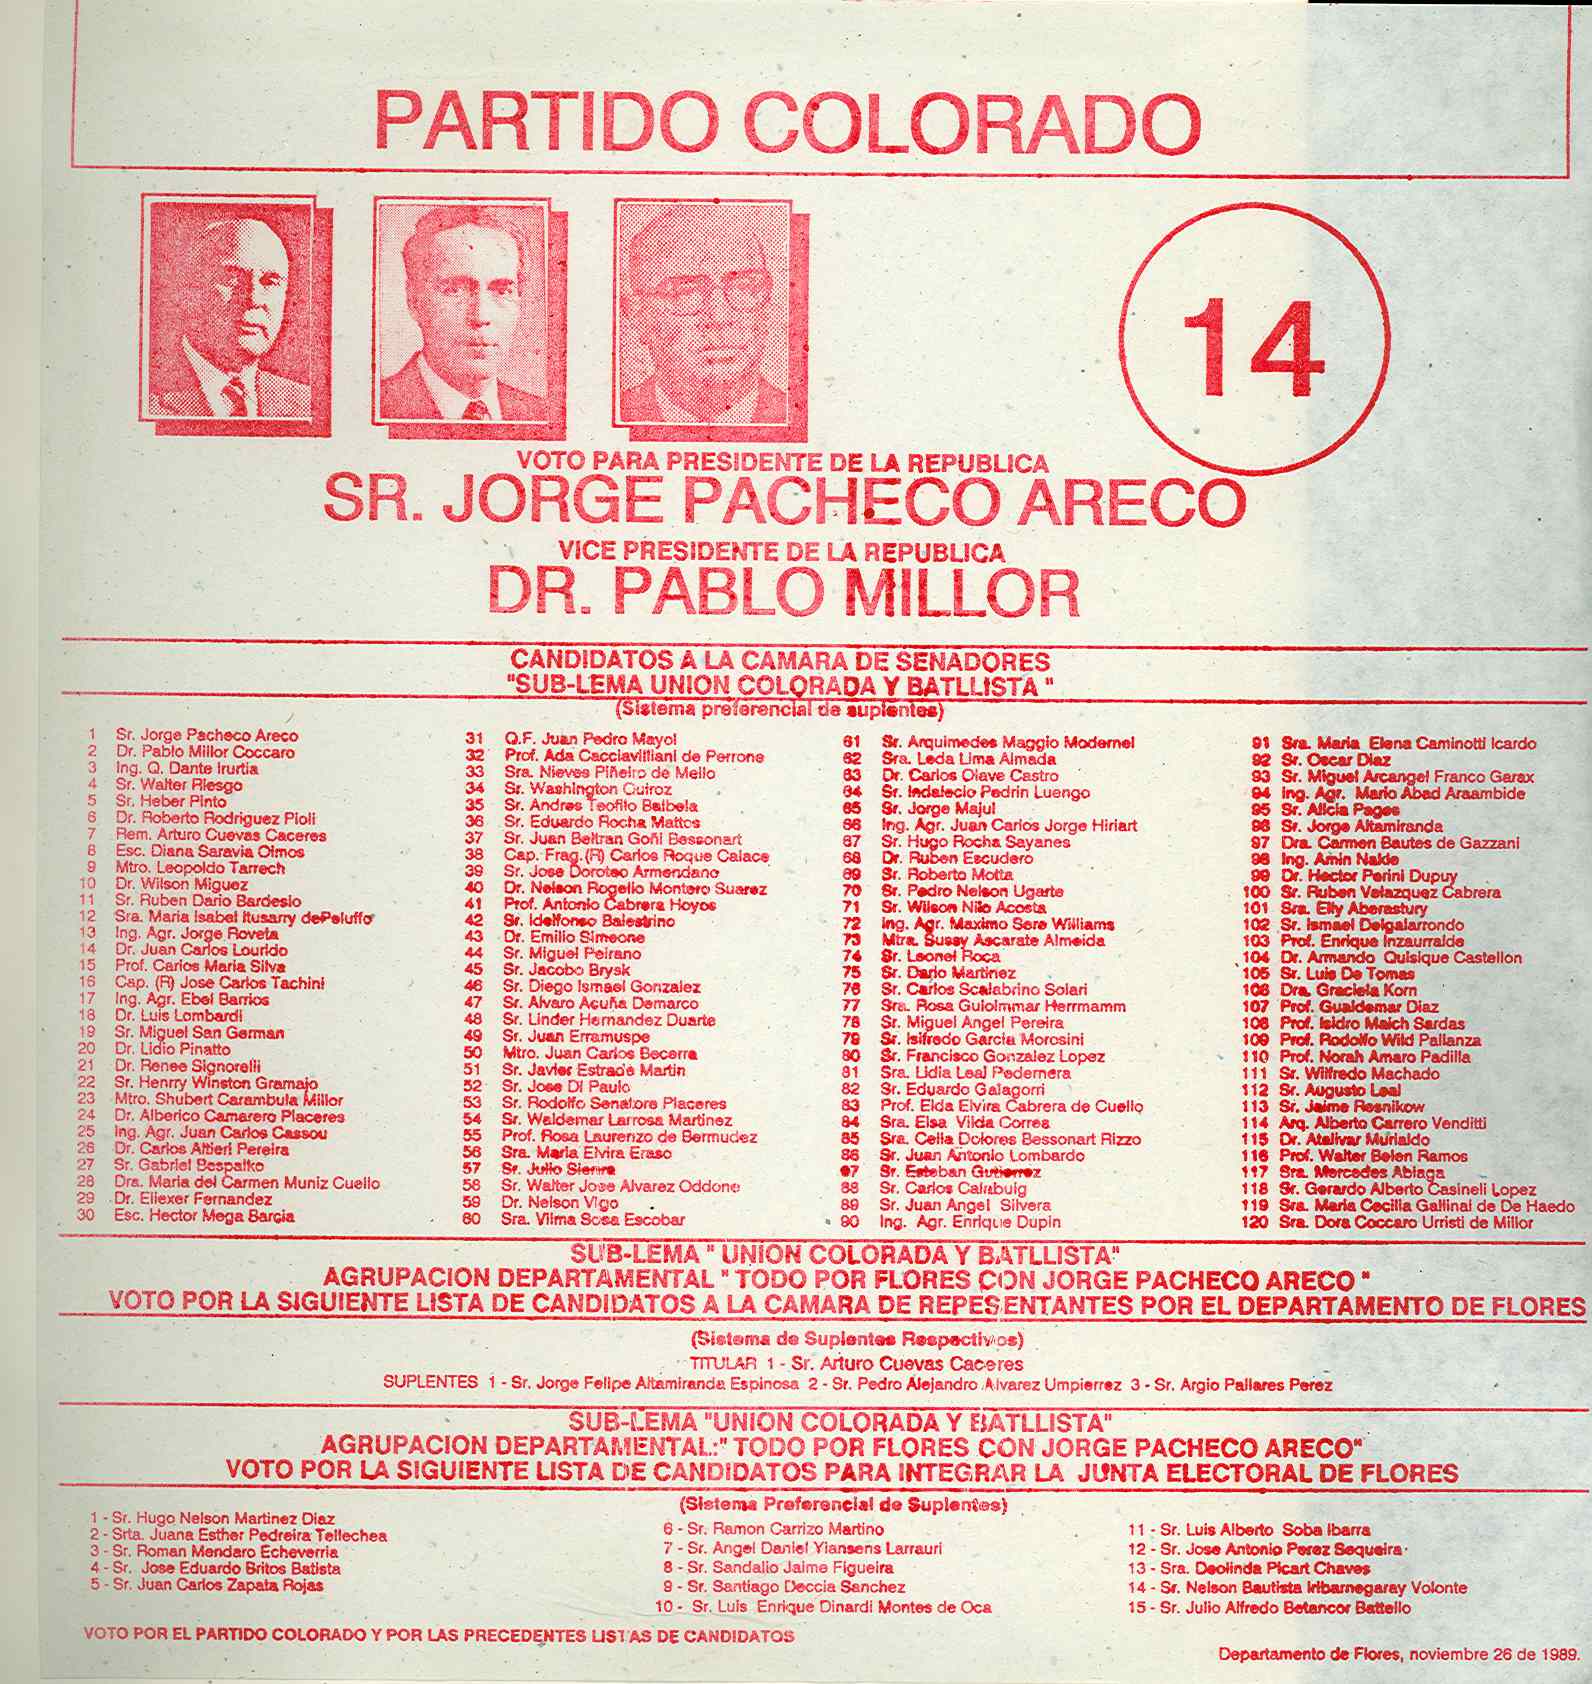 PARTIDO COLORADO
14
VOTO PARA PRESIDENTE DE LA REPUBLICA
SR. JORGE PACHECO ARECO
VICE PRESIDENTE DE LA REPUBLICA
DR. PABLO MILLOR
CANDIDATOS A LA CAMARA DE SENADORES
"SUB-LEMA UNION COLORADA Y BATLLISTA "
(Sistema preferencial de suplentes)
1 Sr. Jorge Pacheco Areco
2 Dr. Pablo Millor Coccaro
3 Ing. Q. Dante Irurtia
4 Sr. Walter Riesgo
5 Sr. Heber Pinto
6 Dr. Roberto Rodriguez Pioli
7 Rem. Arturo Cuevas Caceres
8 Esc. Diana Saravia Olmos
9 Mtro. Leopoldo Tarrech
10 Dr. Wilson Miguez
11 Sr. Ruben Dario Bardesio
12 Sra. Maria Isabel Itusarry dePeluffo
13 Ing. Agr. Jorge Roveta
14 Dr. Juan Carlos Lourido
15 Prof. Carlos Maria Silva
16 Cap. (R) Jose Carlos Tachini
17 Ing. Agr. Ebel Barrios
18 Dr. Luis Lombardi
19 Sr. Miguel San German
20 Dr. Lidio Pinatto
21 Dr. Renee Signorelli
22 Sr. Henrry Winston Gramajo
23 Mtro. Shubert Carambula Millor
24 Dr. Alberico Camarero Placeres
25 Ing. Agr. Juan Carlos Cassou
26 Dr. Carlos Altieri Pereira
27 Sr. Gabriel Bespalko
28 Dra. Maria del Carmen Muniz Cuello
29 Dr. Eliexer Fernandez
30 Esc. Hector Mega Barcia
31 Q.F. Juan Pedro Mayol
32 Prof. Ada Cacciavilliani de Perrone
33 Sra. Nieves Piñeiro de Mello
34 Sr. Washington Quiroz
35 Sr. Andres Teofilo Balbela
36 Sr. Eduardo Rocha Mattos
37 Sr. Juan Beltran Goñi Bessonart
38 Cap. Frag.(R) Carlos Roque Calace
39 Sr. Jose Doroteo Armendano
40 Dr. Nelson Rogelio Montero Suarez
41 Prof. Antonio Cabrera Hoyos
42 Sr. Idelfonso Balestrino
43 Dr. Emilio Simeone
44 Sr. Miguel Peirano
45 Sr. Jacobo Brysk
46 Sr. Diego Ismael Gonzalez
47 Sr. Alvaro Acuña Demarco
48 Sr. Linder Hernandez Duarte
49 Sr. Juan Erramuspe
50 Mtro. Juan Carlos Becerra
51 Sr. Javier Estrade Martin
52 Sr. Jose Di Paulo
53 Sr. Rodolfo Senatore Placeres
54 Sr. Waldemar Larrosa Martinez
55 Prof. Rosa Laurenzo de Bermudez
56 Sra. Maria Elvira Eraso
57 Sr. Julio Sienra
58 Sr. Walter Jose Alvarez Oddone
59 Dr. Nelson Vigo
60 Sra. Vilma Sosa Escobar
61 Sr. Arquimedes Maggio Modernel
62 Sra. Leda Lima Almada
63 Dr. Carlos Olave Castro
64 Sr. Indalecio Pedrin Luengo
65 Sr. Jorge Majul
66 Ing. Agr. Juan Carlos Jorge Hiriart
67 Sr. Hugo Rocha Sayanes
68 Dr. Ruben Escudero
69 Sr. Roberto Motta
70 Sr. Pedro Nelson Ugarte
71 Sr. Wilson Nilo Acosta
72 Ing. Agr. Maximo Sere Williams
73 Mtra. Sussy Ascarate Almeida
74 Sr. Leonel Roca
75 Sr. Dario Martinez
76 Sr. Carlos Scalabrino Solari
77 Sra. Rosa Guiolmmar Herrmamm
78 Sr. Miguel Angel Pereira
79 Sr. Isifredo Garcia Morosini
80 Sr. Francisco Gonzalez Lopez
81 Sra. Lidia Leal Pedernera
82 Sr. Eduardo Galagorri
83 Prof. Elda Elvira Cabrera de Cuello
84 Sra. Elsa Vilda Correa
85 Sra. Celia Dolores Bessonart Rizzo
86 Sr. Juan Antonio Lombardo
87 Sr. Esteban Gutierrez
88 Sr. Carlos Calabuig
89 Sr. Juan Angel Silvera
90 Ing. Agr. Enrique Dupin
91 Sra. Maria Elena Caminotti Icardo
92 Sr. Oscar Diaz
93 Sr. Miguel Arcangel Franco Garax
94 Ing. Agr. Mario Abad Araambide
95 Sr. Alicia Pages
96 Sr. Jorge Altamiranda
97 Dra. Carmen Bautes de Gazzani
98 Ing. Amin Nalde
99 Dr. Hector Perini Dupuy
100 Sr. Ruben Velazquez Cabrera
101 Sra. Elly Aberastury
102 Sr. Ismael Delgalarrondo
103 Prof. Enrique Inzaurralde
104 Dr. Armando Quisique Castellon
105 Sr. Luis De Tomas
106 Dra. Graciela Korn
107 Prof. Gualdemar Diaz
108 Prof. Isidro Maich Sardas
109 Prof. Rodolfo Wild Pallanza
110 Prof. Norah Amaro Padilla
111 Sr. Wilfredo Machado
112 Sr. Augusto Leal
113 Sr. Jaime Resnikow
114 Arq. Alberto Carrero Venditti
115 Dr. Atalivar Murialdo
116 Prof. Walter Belen Ramos
117 Sra. Mercedes Abiaga
118 Sr. Gerardo Alberto Casineli Lopez
119 Sra. Maria Cecilia Gallinal de De Haedo
120 Sra. Dora Coccaro Urristi de Millor
SUB-LEMA " UNION COLORADA Y BATLLISTA"
AGRUPACION DEPARTAMENTAL " TODO POR FLORES CON JORGE PACHECO ARECO "
VOTO POR LA SIGUIENTE LISTA DE CANDIDATOS A LA CAMARA DE REPESENTANTES POR EL DEPARTAMENTO DE FLORES
(Sistema de Suplentes Respectivos)
TITULAR 1 - Sr. Arturo Cuevas Caceres
SUPLENTES 1 - Sr. Jorge Felipe Altamiranda Espinosa 2 - Sr. Pedro Alejandro Alvarez Umpierrez 3 - Sr. Argio Pallares Perez
SUB-LEMA "UNION COLORADA Y BATLLISTA"
AGRUPACION DEPARTAMENTAL:" TODO POR FLORES CON JORGE PACHECO ARECO"
VOTO POR LA SIGUIENTE LISTA DE CANDIDATOS PARA INTEGRAR LA JUNTA ELECTORAL DE FLORES
(Sistema Preferencial de Suplentes)
1 - Sr. Hugo Nelson Martinez Diaz
2 - Srta. Juana Esther Pedreira Tellechea
3 - Sr. Roman Mendaro Echeverria
4 - Sr. Jose Eduardo Britos Batista
5 - Sr. Juan Carlos Zapata Rojas
6 - Sr. Ramon Carrizo Martino
7 - Sr. Angel Daniel Yiansens Larrauri
8 - Sr. Sandalio Jaime Figueira
9 - Sr. Santiago Deccia Sanchez
10 - Sr. Luis Enrique Dinardi Montes de Oca
11 - Sr. Luis Alberto Soba Ibarra
12 - Sr. Jose Antonio Perez Sequeira
13 - Sra. Deolinda Picart Chaves
14 - Sr. Nelson Bautista Iribarnegaray Volonte
15 - Sr. Julio Alfredo Betancor Battello
VOTO POR EL PARTIDO COLORADO Y POR LAS PRECEDENTES LISTAS DE CANDIDATOS
Departamento de Flores, noviembre 26 de 1989.